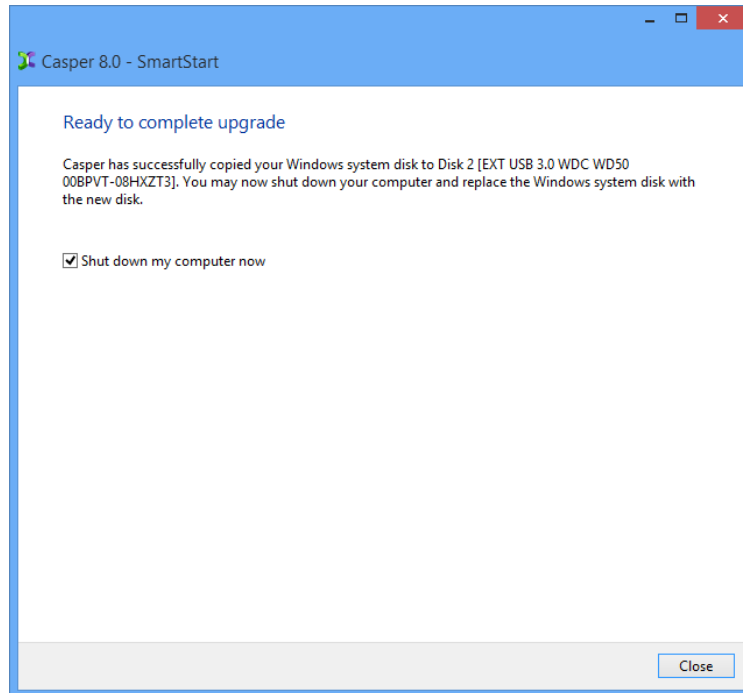 Casper 8.0 - SmartStart
Ready to complete upgrade
Casper has successfully copied your Windows system disk to Disk 2 [EXT USB 3.0 WDC WD50
00BPVT-08HXZT3]. You may now shut down your computer and replace the Windows system disk with
the new disk.
Shut down my computer now
Close